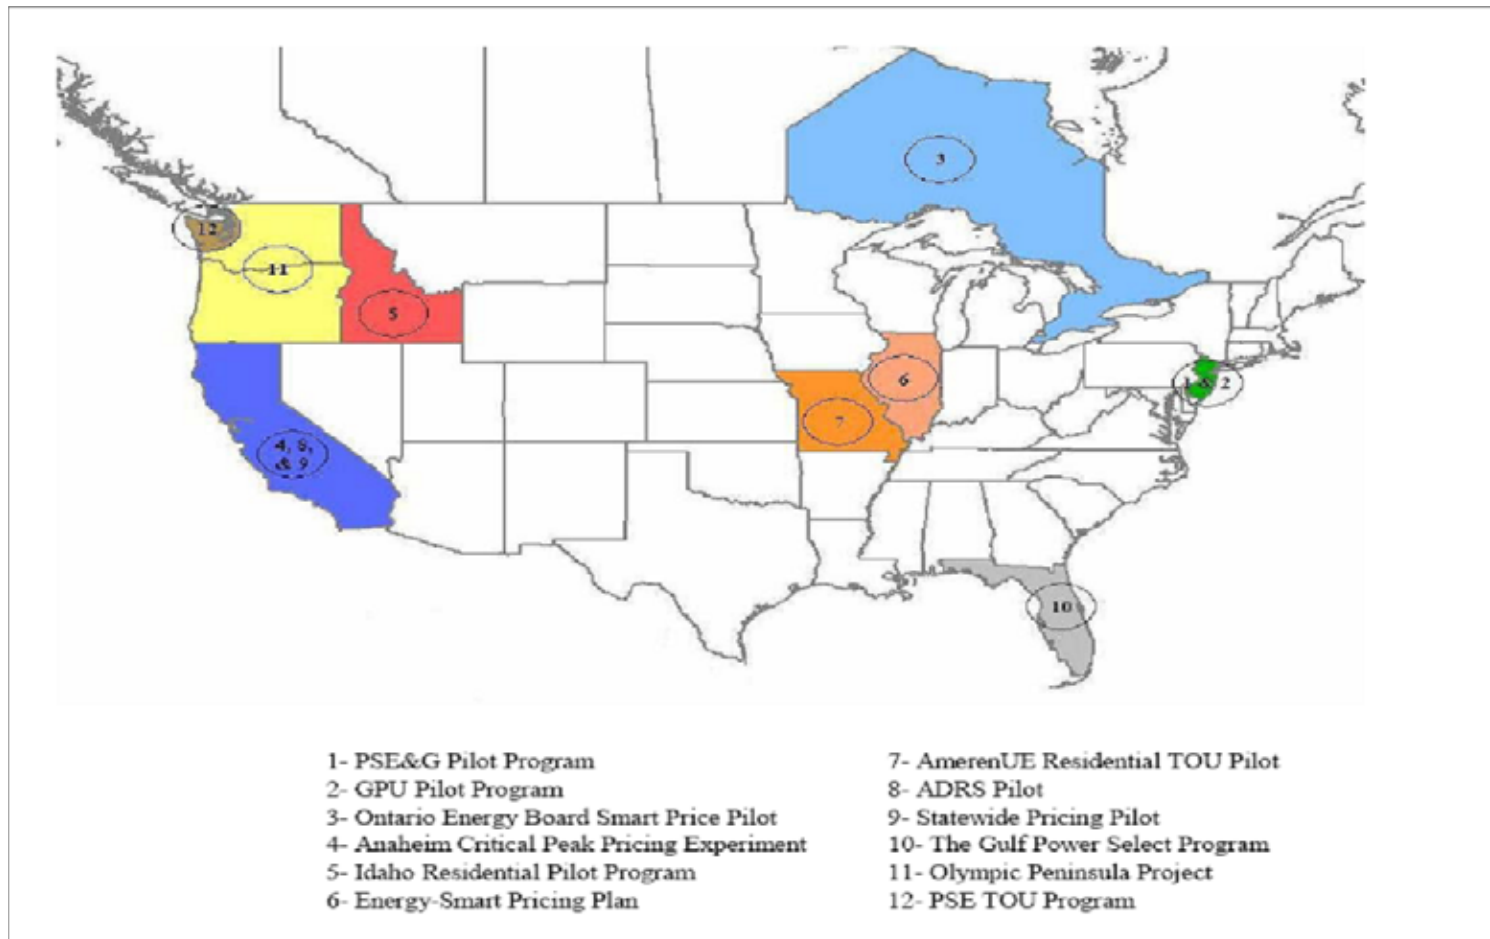 12
3
11
5
6
1 & 2
7
4, 8,
& 9
10
1- PSE&G Pilot Program
2- GPU Pilot Program
3- Ontario Energy Board Smart Price Pilot
4- Anaheim Critical Peak Pricing Experiment
5- Idaho Residential Pilot Program
6- Energy-Smart Pricing Plan
7- AmerenUE Residential TOU Pilot
8- ADRS Pilot
9- Statewide Pricing Pilot
10- The Gulf Power Select Program
11- Olympic Peninsula Project
12- PSE TOU Program